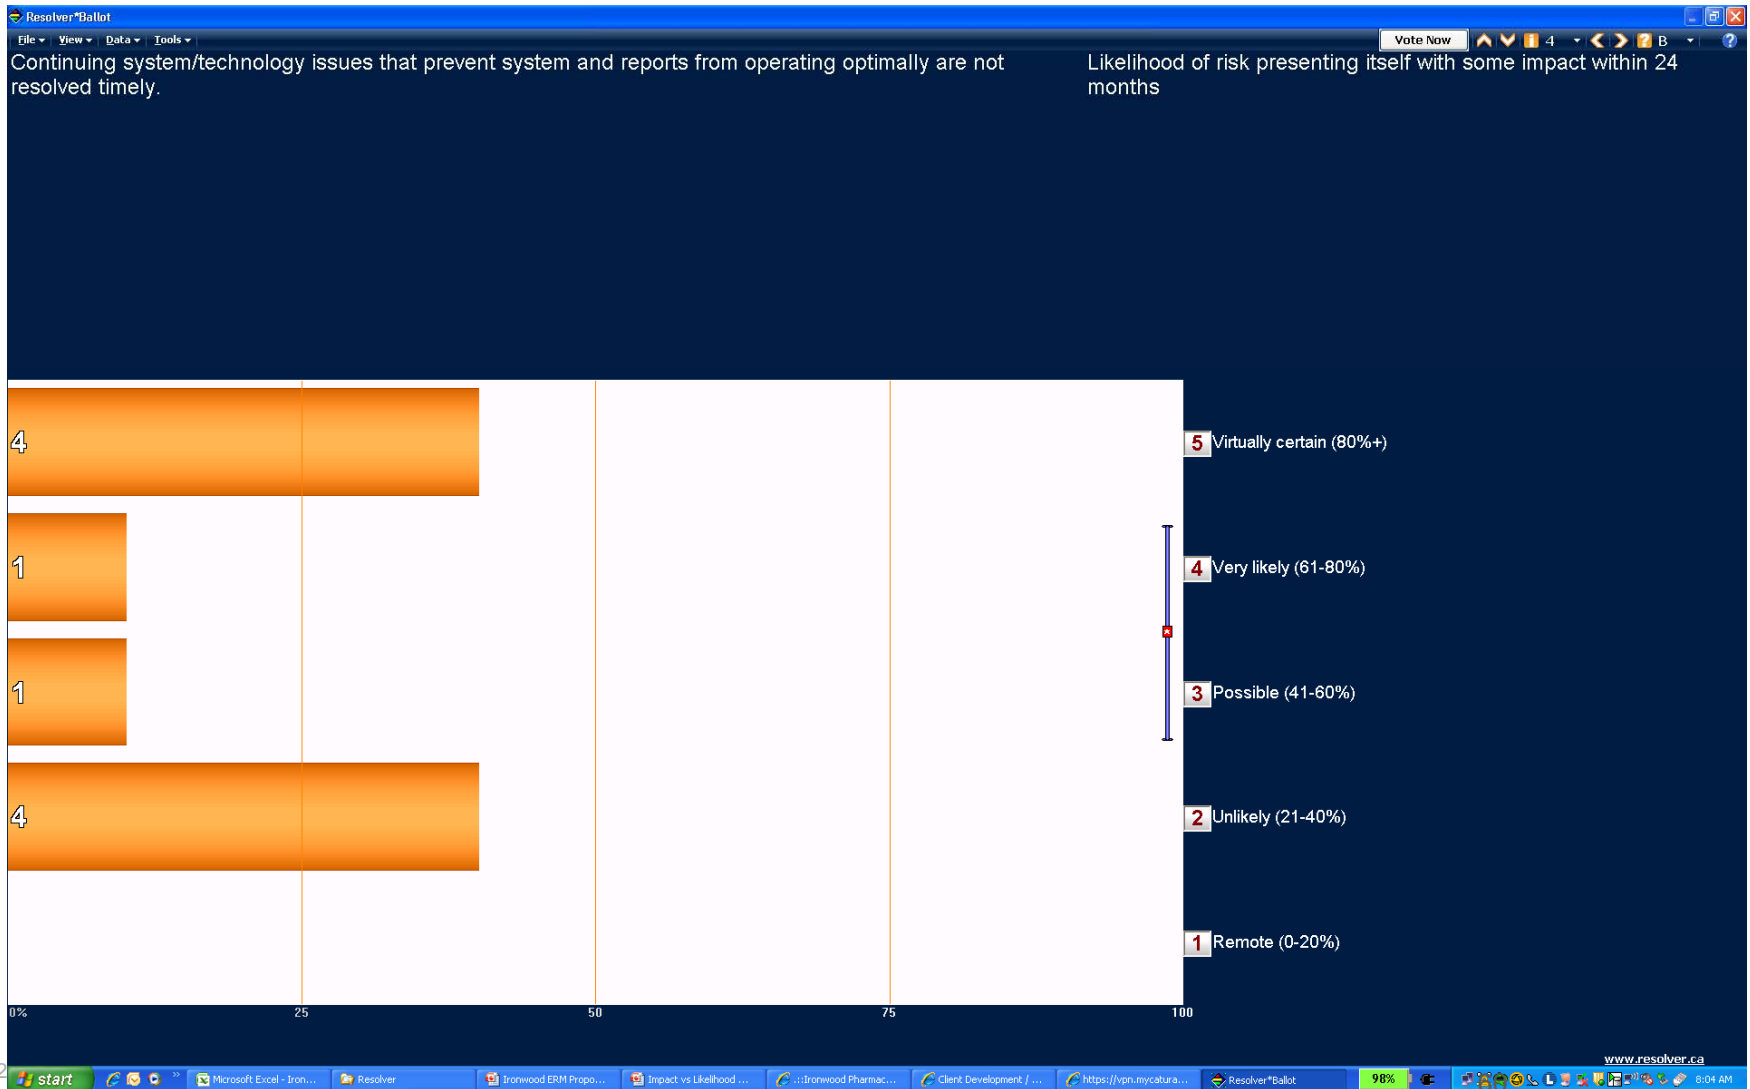 Resolver*Ballot
File View Data Tools Vote Now 4 B
Continuing system/technology issues that prevent system and reports from operating optimally are not
resolved timely.
Likelihood of risk presenting itself with some impact within 24
months
4
5 Virtually certain (80%+)
1
4 Very likely (61-80%)
1
3 Possible (41-60%)
4
2 Unlikely (21-40%)
1 Remote (0-20%)
0% 25 50 75 100
www.resolver.ca
2
start Microsoft Excel - Iron... Resolver Ironwood ERM Propo... Impact vs Likelihood ... .::Ironwood Pharmac... Client Development / ... https://vpn.mycatura... Resolver*Ballot 98% 8:04 AM